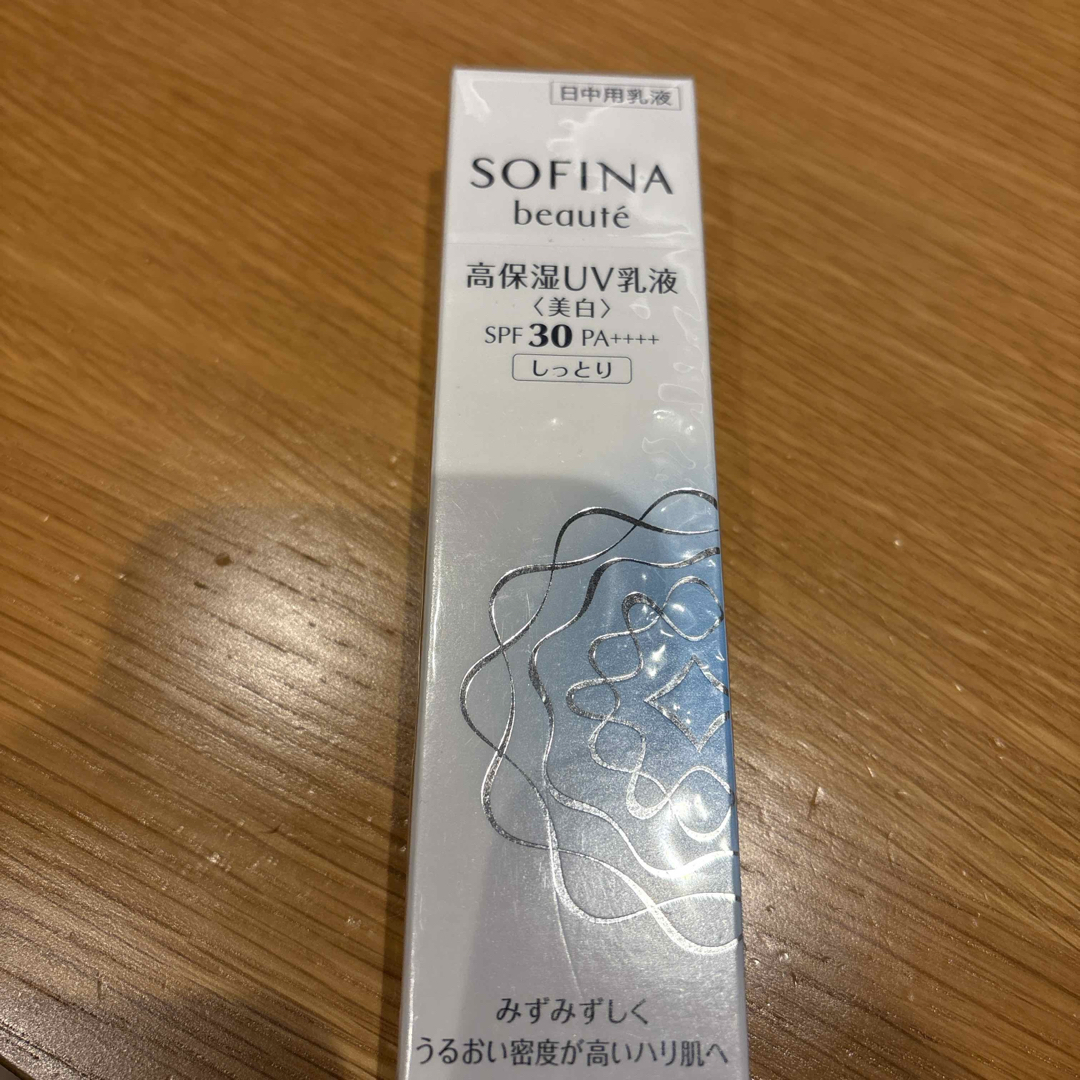 日中用乳液
SOFINA
beauté
高保湿UV乳液
〈美白〉
SPF 30 PA++++
しっとり
みずみずしく
うるおい密度が高いハリ肌へ